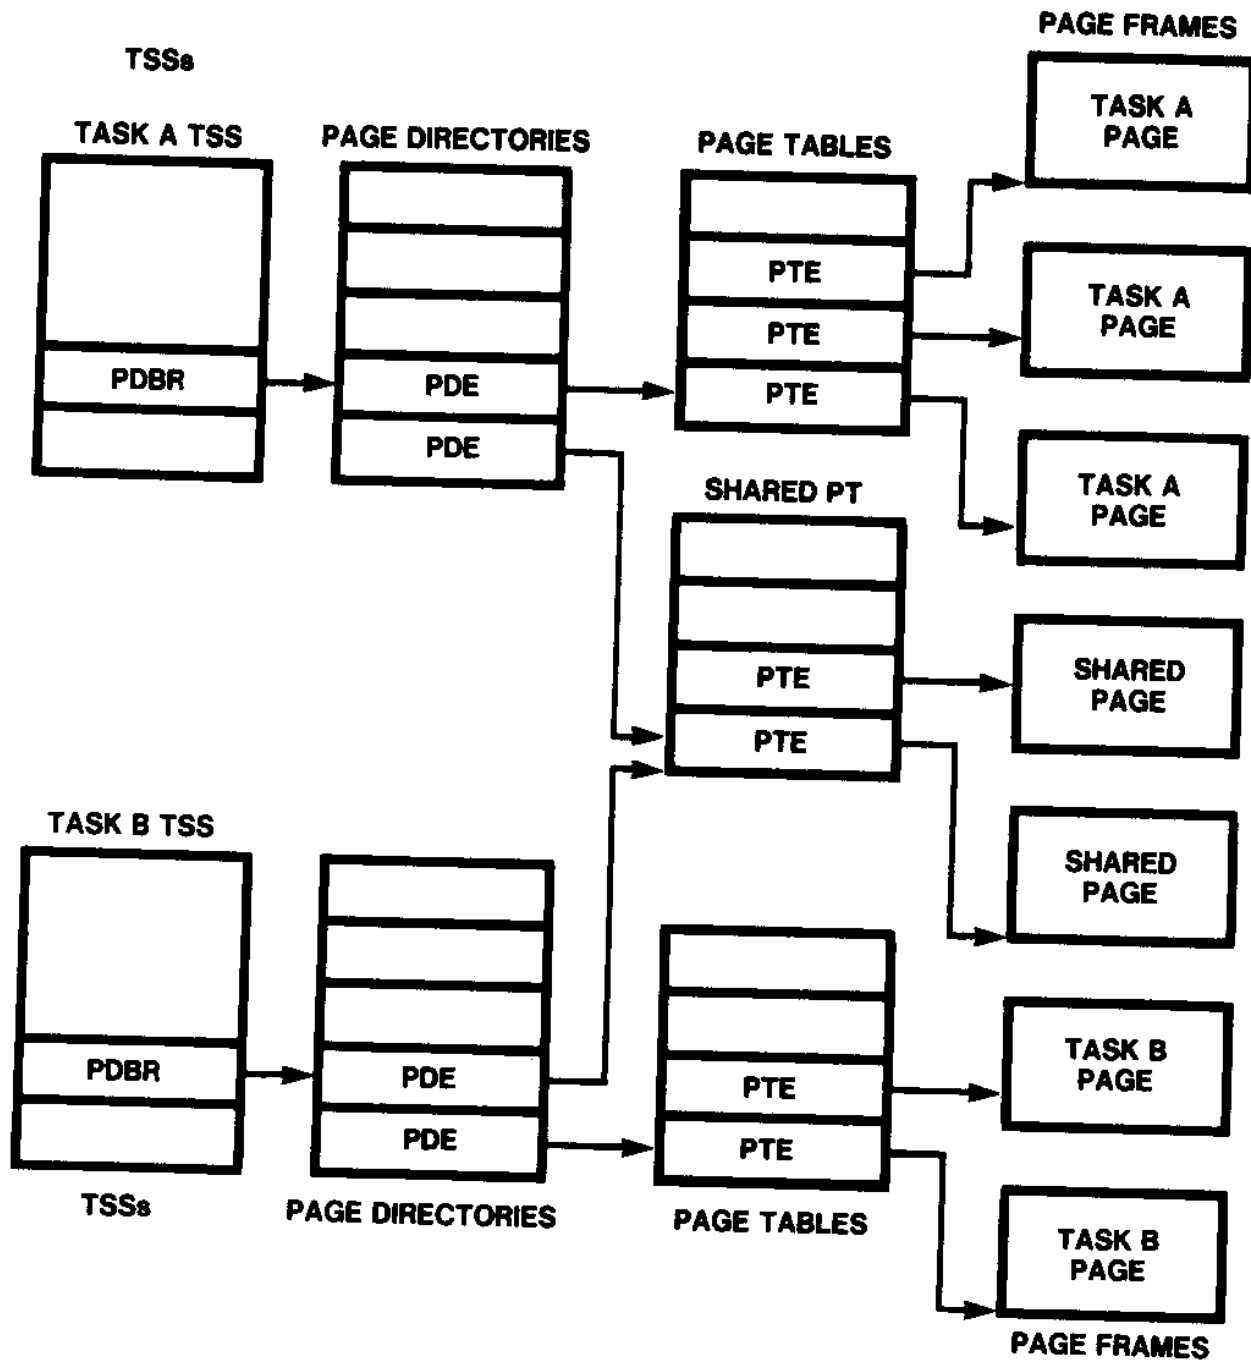 TSSs
TASK A TSS
PDBR
PAGE DIRECTORIES
PDE
PDE
PAGE TABLES
PTE
PTE
PTE
PAGE FRAMES
TASK A
PAGE
TASK A
PAGE
TASK A
PAGE
SHARED PT
PTE
PTE
SHARED
PAGE
SHARED
PAGE
TASK B TSS
PDBR
TSSs
PDE
PDE
PAGE DIRECTORIES
PTE
PTE
PAGE TABLES
TASK B
PAGE
TASK B
PAGE
PAGE FRAMES